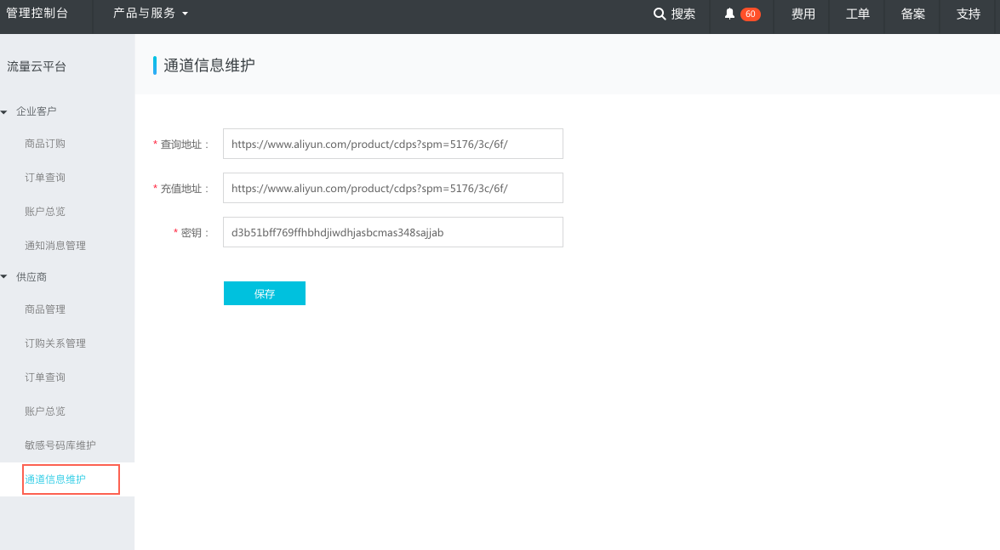 管理控制台 产品与服务 搜索 60 费用 工单 备案 支持
流量云平台
企业客户
商品订购
订单查询
账户总览
通知消息管理
供应商
商品管理
订购关系管理
订单查询
账户总览
敏感号码库维护
通道信息维护
通道信息维护
* 查询地址： https://www.aliyun.com/product/cdps?spm=5176/3c/6f/
* 充值地址： https://www.aliyun.com/product/cdps?spm=5176/3c/6f/
* 密钥： d3b51bff769ffhbhdjiwdhjasbcmas348sajjab
保存